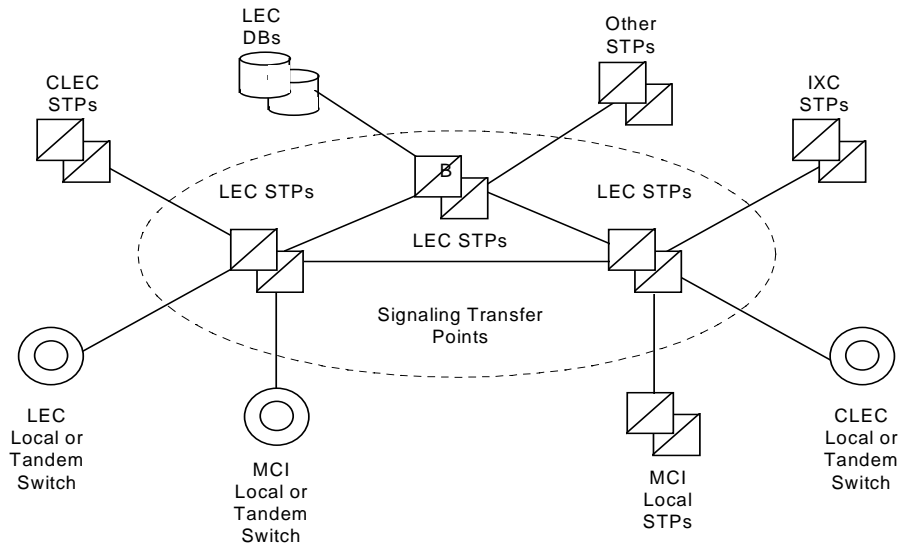 LEC
DBs
Other
STPs
CLEC
STPs
IXC
STPs
B
LEC STPs
LEC STPs
LEC STPs
Signaling Transfer
Points
LEC
Local or
Tandem
Switch
MCI
Local or
Tandem
Switch
MCI
Local
STPs
CLEC
Local or
Tandem
Switch